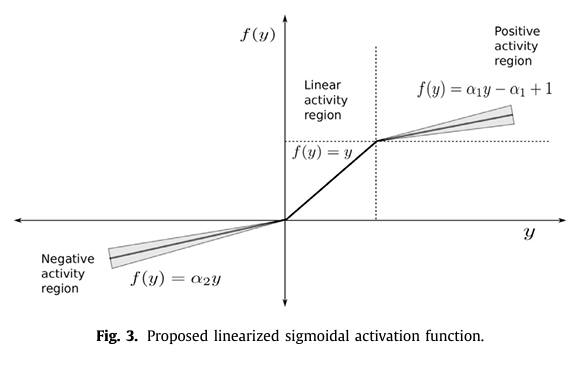 f(y)
Positive
activity
region
Linear
activity
region
f(y) = α₁y − α₁ + 1
f(y) = y
y
Negative
activity
region
f(y) = α₂y
Fig. 3. Proposed linearized sigmoidal activation function.